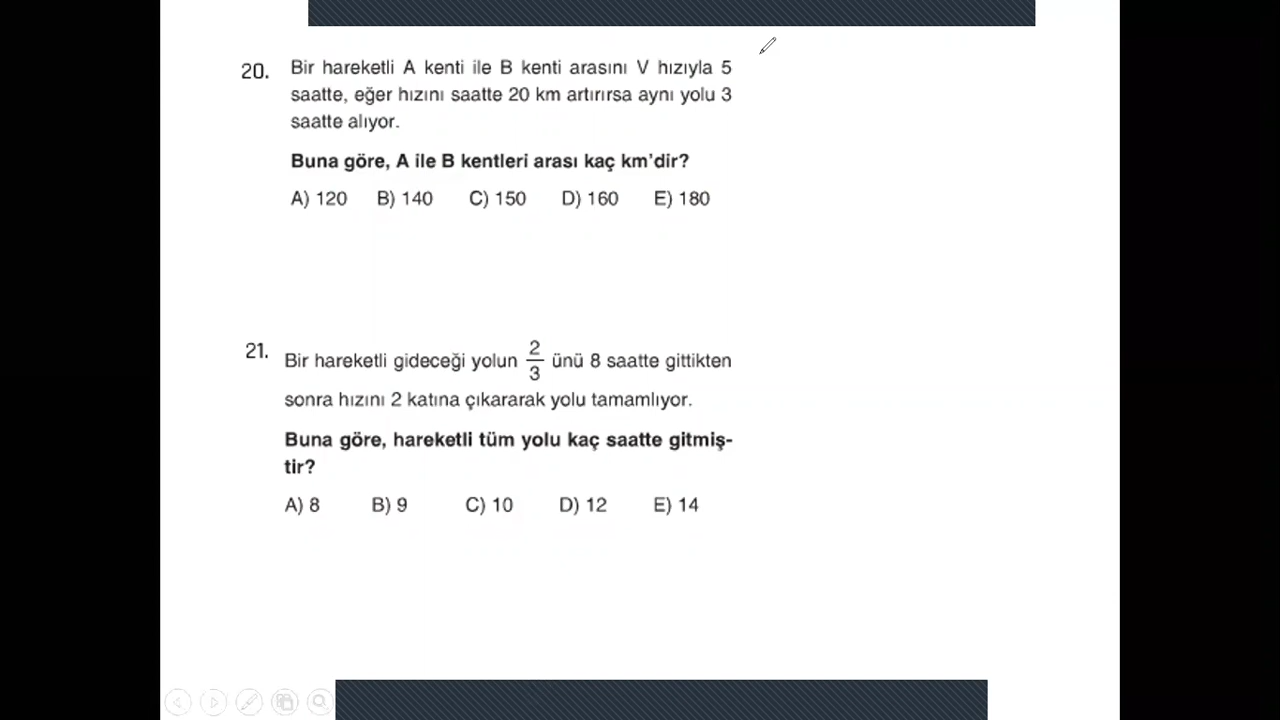 20. Bir hareketli A kenti ile B kenti arasını V hızıyla 5
saatte, eğer hızını saatte 20 km artırırsa aynı yolu 3
saatte alıyor.
Buna göre, A ile B kentleri arası kaç km'dir?
A) 120 B) 140 C) 150 D) 160 E) 180
21. Bir hareketli gideceği yolun 2/3 ünü 8 saatte gittikten
sonra hızını 2 katına çıkararak yolu tamamlıyor.
Buna göre, hareketli tüm yolu kaç saatte gitmiş-
tir?
A) 8 B) 9 C) 10 D) 12 E) 14